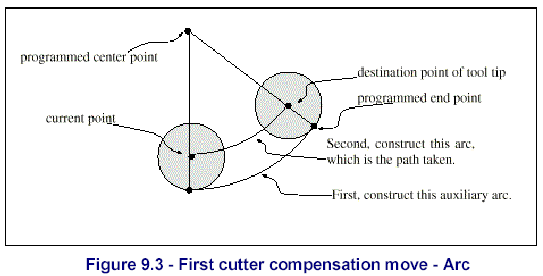 programmed center point
destination point of tool tip
programmed end point
current point
Second, construct this arc,
which is the path taken.
First, construct this auxiliary arc.
Figure 9.3 - First cutter compensation move - Arc